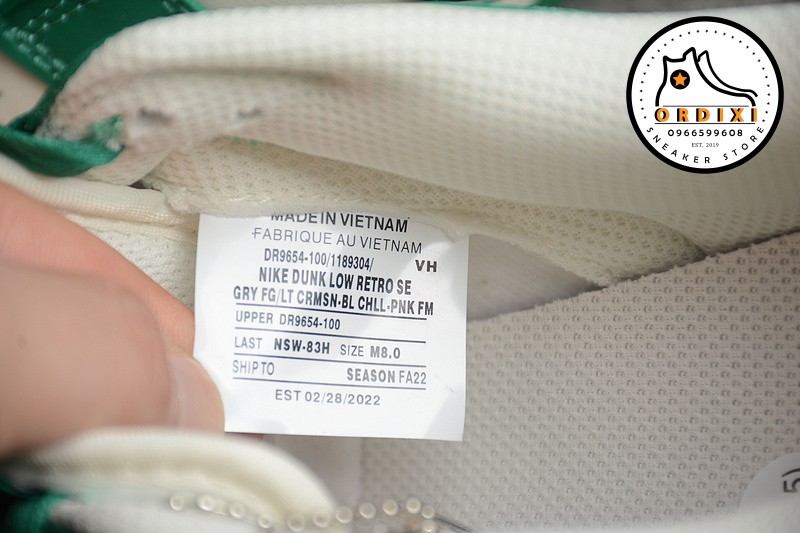 ORDIXI
0966599608
EST, 2019
SNEAKER STORE
MADE IN VIETNAM
FABRIQUE AU VIETNAM
DR9654-100/1189304/ VH
NIKE DUNK LOW RETRO SE
GRY FG/LT CRMSN-BL CHLL-PNK FM
UPPER DR9654-100
LAST NSW-83H SIZE M8.0
SHIP TO SEASON FA22
EST 02/28/2022